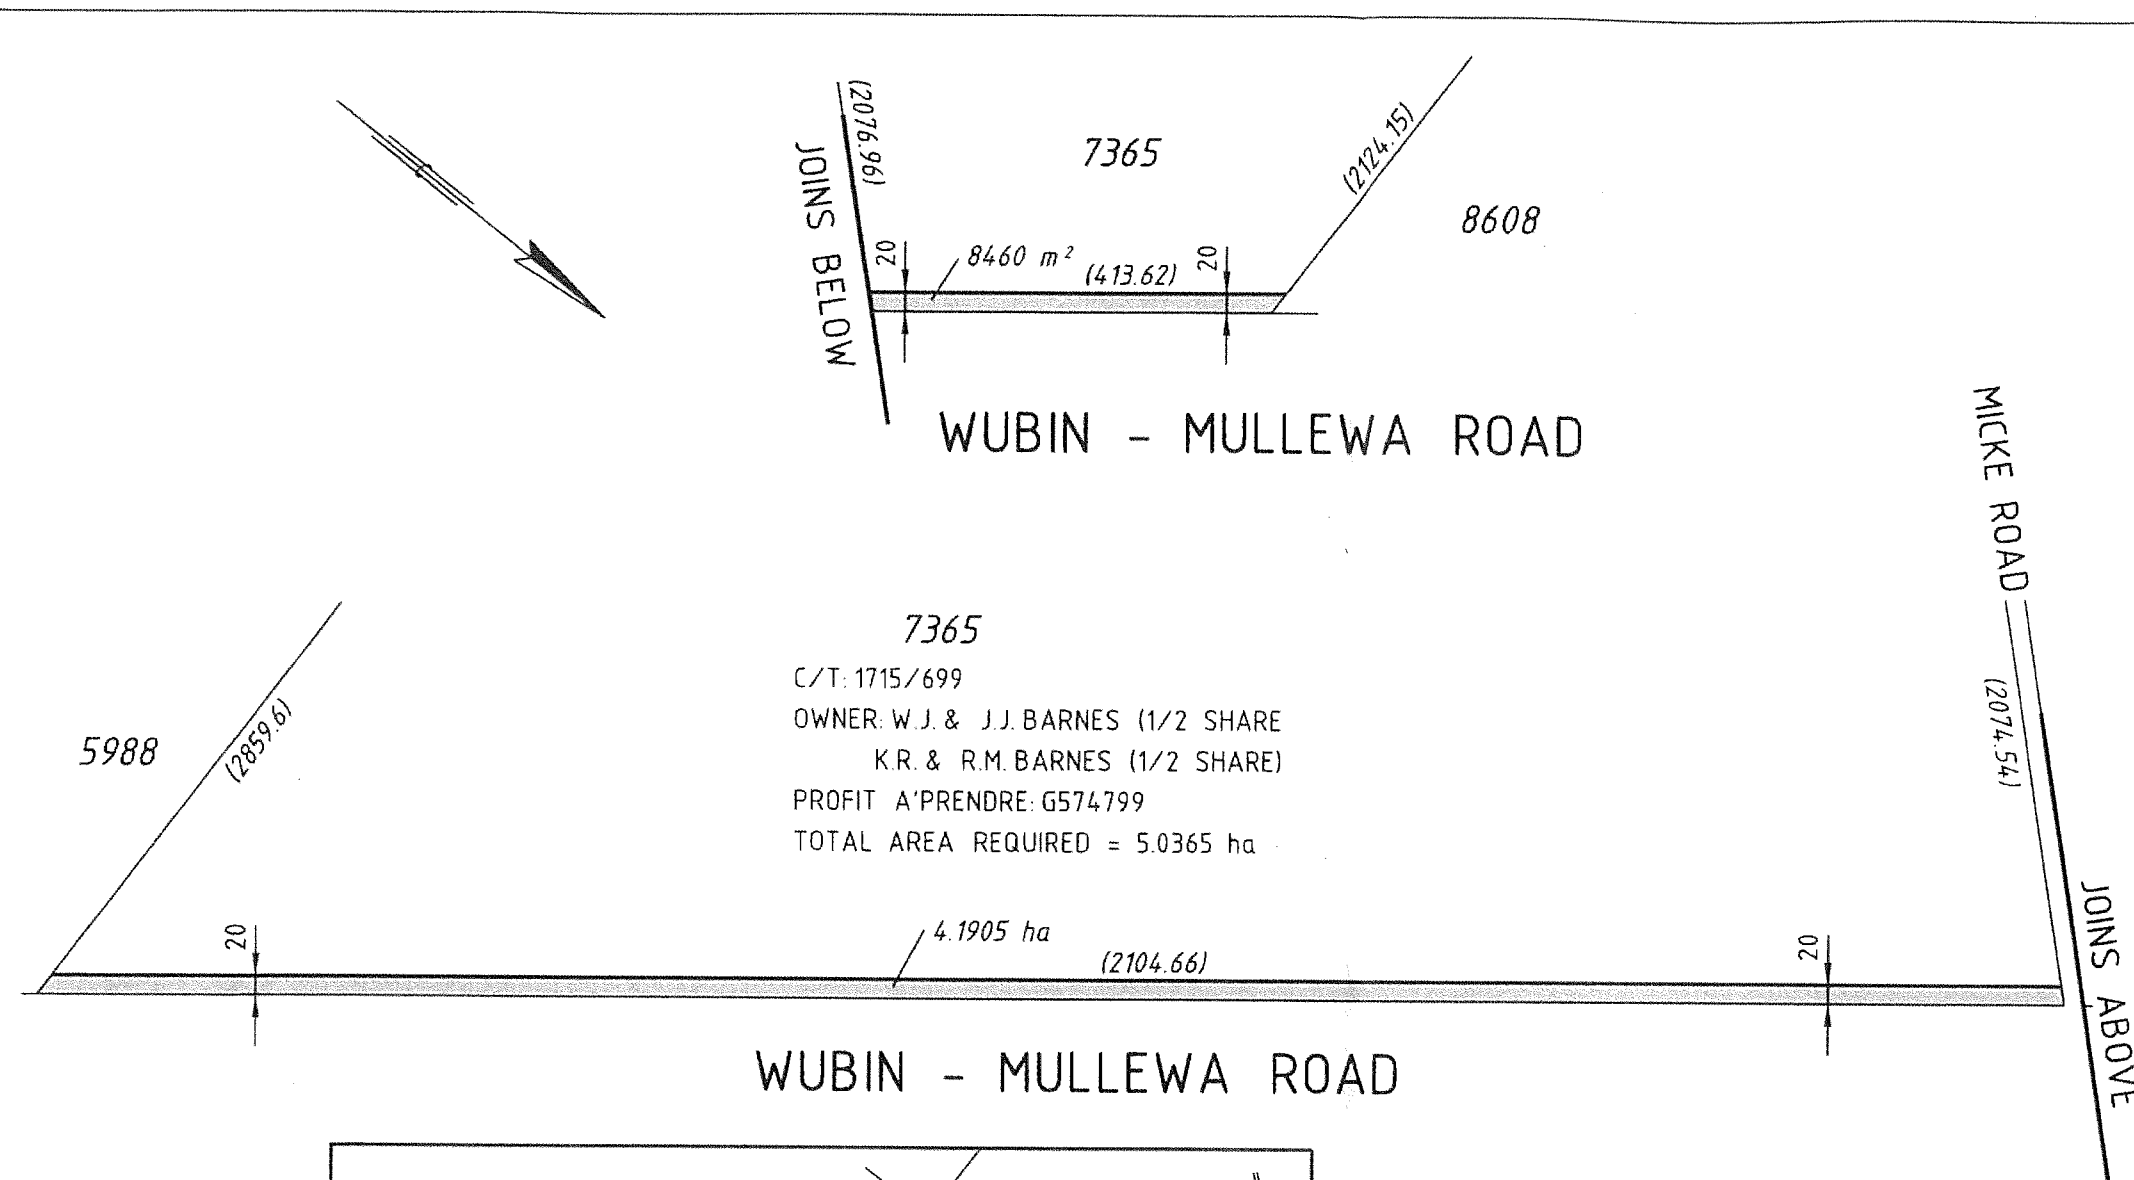 (2076.96)
JOINS BELOW
7365
(2124.15)
8608
20
8460 m²
(413.62)
20
WUBIN - MULLEWA ROAD
MICKE ROAD
(2074.54)
JOINS ABOVE
7365
C/T: 1715/699
OWNER: W.J. & J.J. BARNES (1/2 SHARE
K.R. & R.M. BARNES (1/2 SHARE)
PROFIT A'PRENDRE: G574799
TOTAL AREA REQUIRED = 5.0365 ha
5988
(2859.6)
20
4.1905 ha
(2104.66)
20
WUBIN - MULLEWA ROAD